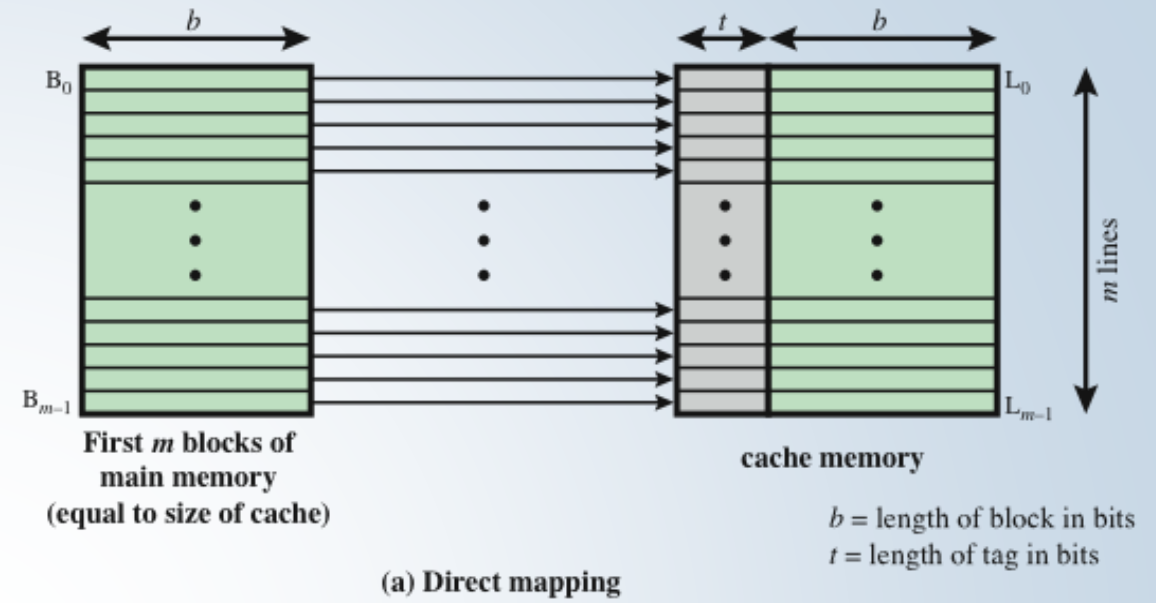 b
t
b
B0
L0
m lines
Bm–1
Lm–1
First m blocks of
main memory
(equal to size of cache)
cache memory
b = length of block in bits
t = length of tag in bits
(a) Direct mapping